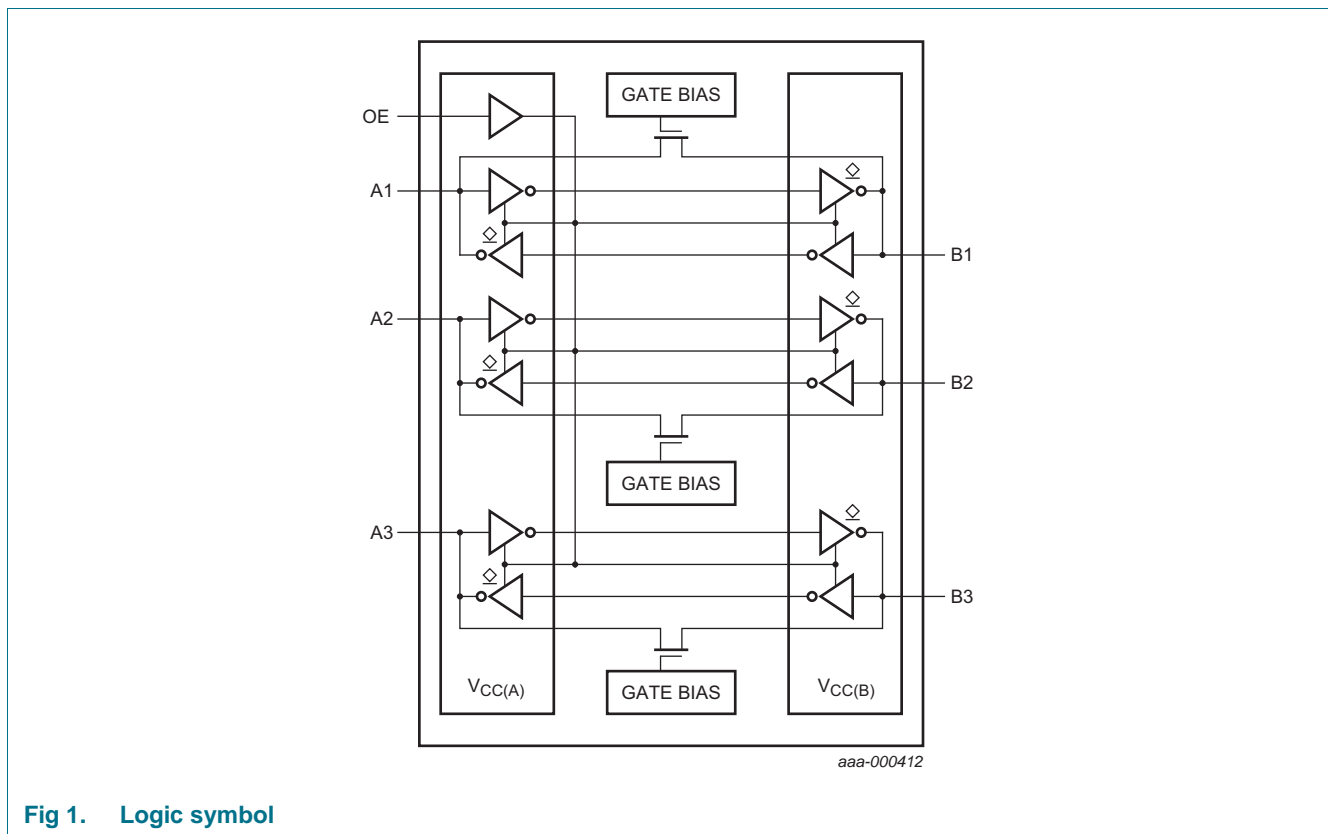 GATE BIAS
OE
A1
B1
A2
B2
GATE BIAS
A3
B3
VCC(A)
GATE BIAS
VCC(B)
aaa-000412
Fig 1. Logic symbol